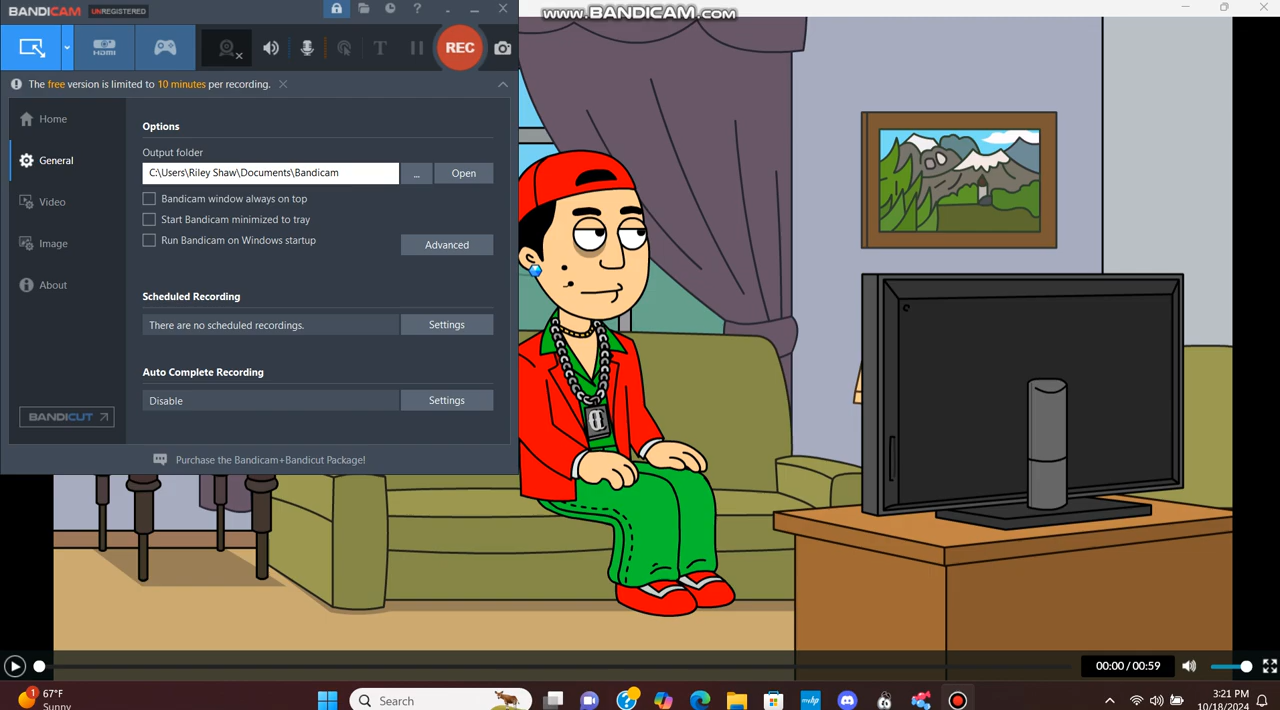 BANDICAM UNREGISTERED
www.BANDICAM.com
HDMI
T
REC
The free version is limited to 10 minutes per recording.
Home
General
Video
Image
About
BANDICUT
Options
Output folder
C:\Users\Riley Shaw\Documents\Bandicam
...
Open
Bandicam window always on top
Start Bandicam minimized to tray
Run Bandicam on Windows startup
Advanced
Scheduled Recording
There are no scheduled recordings.
Settings
Auto Complete Recording
Disable
Settings
Purchase the Bandicam+Bandicut Package!
00:00 / 00:59
1
67°F
Sunny
Search
myhp
3:21 PM
10/18/2024